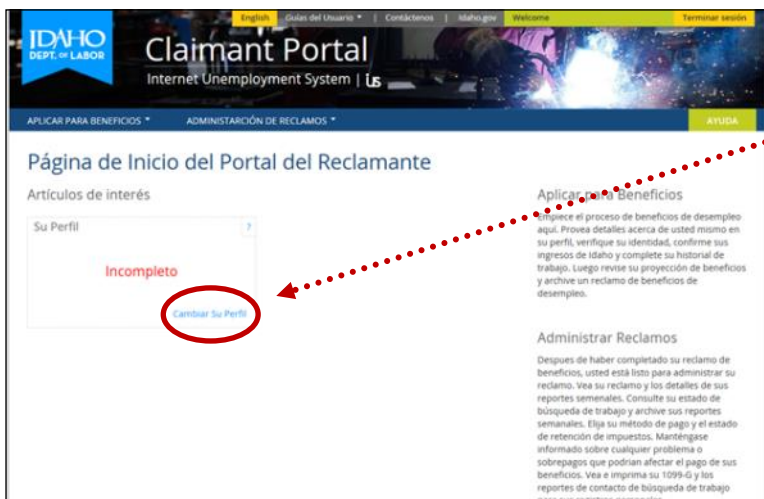 English Guías del Usuario | Contáctenos | Idaho.gov Welcome Terminar sesión
IDAHO
DEPT. OF LABOR
Claimant Portal
Internet Unemployment System | ius
APLICAR PARA BENEFICIOS ADMINISTARCIÓN DE RECLAMOS AYUDA
Página de Inicio del Portal del Reclamante
Artículos de interés
Su Perfil ?
Incompleto
Cambiar Su Perfil
Aplicar para Beneficios
Empiece el proceso de beneficios de desempleo
aquí. Provea detalles acerca de usted mismo en
su perfil, verifique su identidad, confirme sus
ingresos de Idaho y complete su historial de
trabajo. Luego revise su proyección de beneficios
y archive un reclamo de beneficios de
desempleo.
Administrar Reclamos
Despues de haber completado su reclamo de
beneficios, usted está listo para administrar su
reclamo. Vea su reclamo y los detalles de sus
reportes semenales. Consulte su estado de
búsqueda de trabajo y archive sus reportes
semanales. Elija su método de pago y el estado
de retención de impuestos. Manténgase
informado sobre cualquier problema o
sobrepagos que podrian afectar el pago de sus
beneficios. Vea e imprima su 1099-G y los
reportes de contacto de búsqueda de trabajo